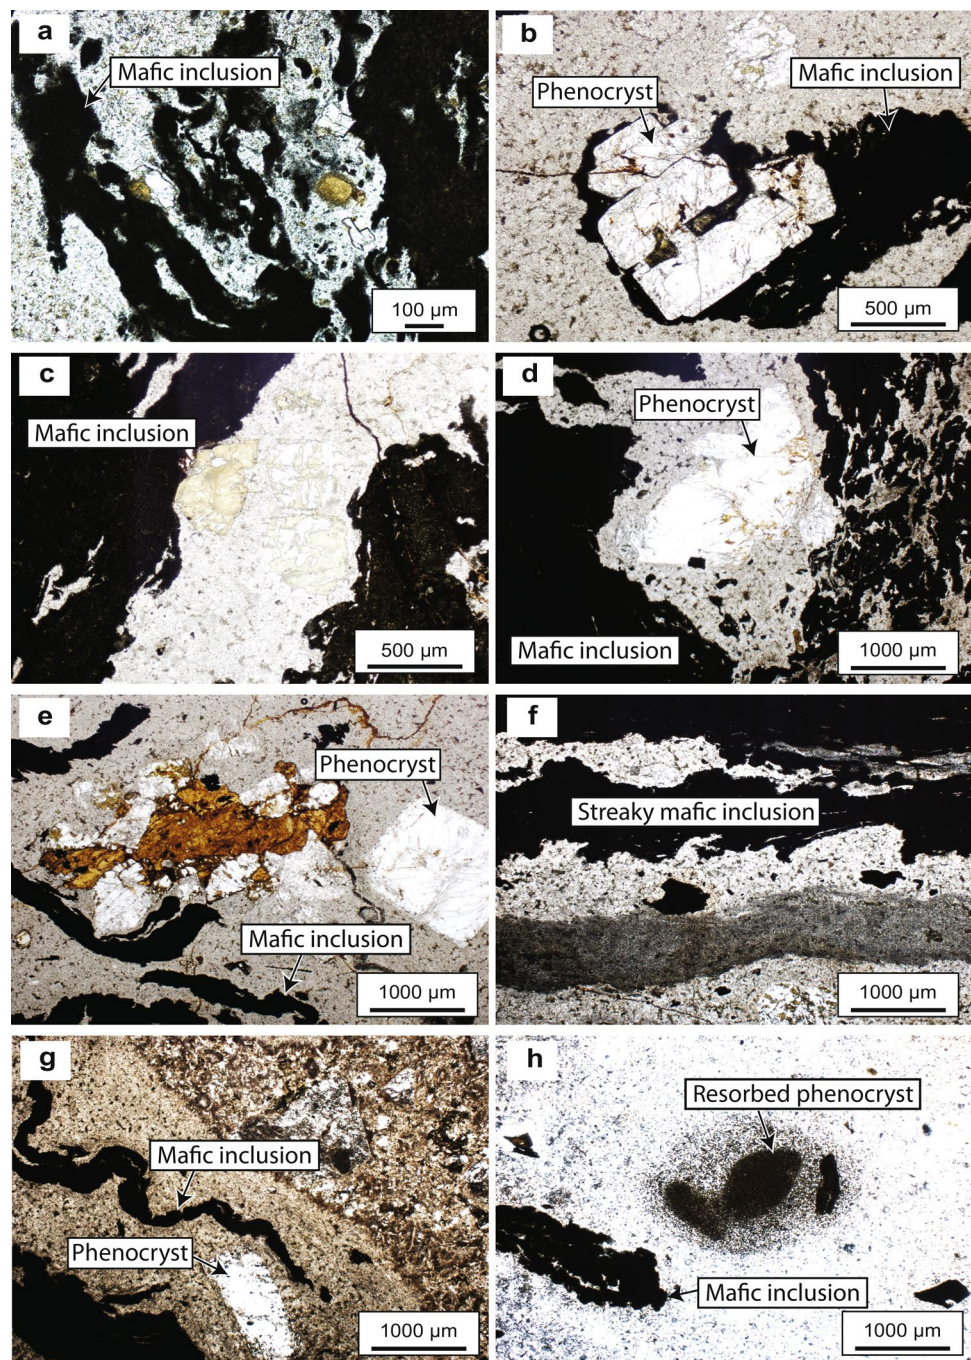 a
Mafic inclusion
100 µm
b
Phenocryst
Mafic inclusion
500 µm
c
Mafic inclusion
500 µm
d
Phenocryst
Mafic inclusion
1000 µm
e
Phenocryst
Mafic inclusion
1000 µm
f
Streaky mafic inclusion
1000 µm
g
Mafic inclusion
Phenocryst
1000 µm
h
Resorbed phenocryst
Mafic inclusion
1000 µm